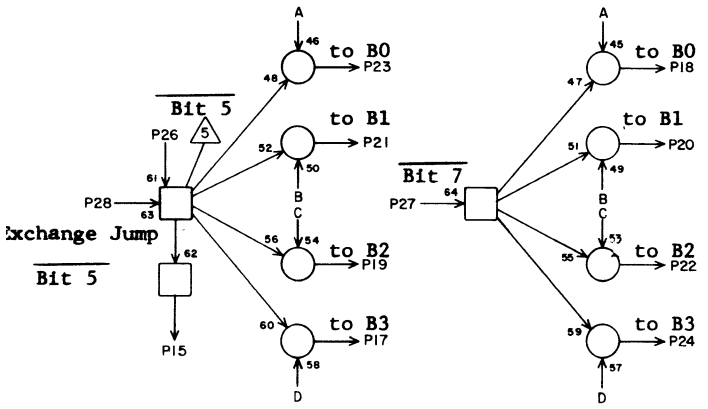 A
46
to B0
P23
48
Bit 5
5
P26
to B1
52
P21
50
61
P28
63
B
C
Exchange Jump
62
56
54
to B2
P19
Bit 5
to B3
60
P17
58
P15
D
A
45
to B0
P18
47
to B1
51
P20
49
Bit 7
64
P27
B
C
53
to B2
55
P22
to B3
59
P24
57
D